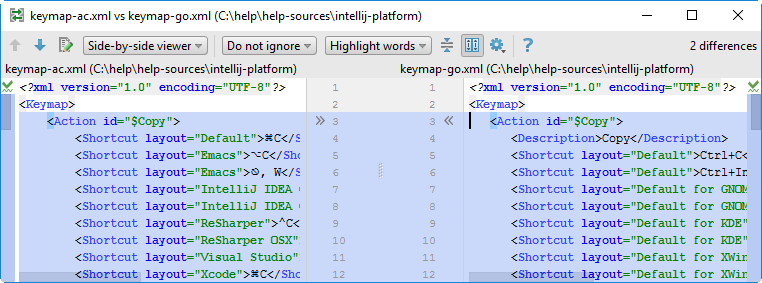 keymap-ac.xml vs keymap-go.xml (C:\help\help-sources\intellij-platform)
Side-by-side viewer Do not ignore Highlight words ? 2 differences
keymap-ac.xml (C:\help\help-sources\intellij-platform) keymap-go.xml (C:\help\help-sources\intellij-platform)
<?xml version="1.0" encoding="UTF-8"?> 1 1 <?xml version="1.0" encoding="UTF-8"?>
<Keymap> 2 2 <Keymap>
<Action id="$Copy"> » 3 3 « <Action id="$Copy">
<Shortcut layout="Default">⌘C</S 4 4 <Description>Copy</Description>
<Shortcut layout="Emacs">⌥C</Sho 5 5 <Shortcut layout="Default">Ctrl+C<
<Shortcut layout="Emacs">⎋, W</S 6 6 <Shortcut layout="Default">Ctrl+In
<Shortcut layout="IntelliJ IDEA C 7 7 <Shortcut layout="Default for GNOM
<Shortcut layout="IntelliJ IDEA C 8 8 <Shortcut layout="Default for GNOM
<Shortcut layout="ReSharper">^C</ 9 9 <Shortcut layout="Default for KDE"
<Shortcut layout="ReSharper OSX" 10 10 <Shortcut layout="Default for KDE"
<Shortcut layout="Visual Studio" 11 11 <Shortcut layout="Default for XWin
<Shortcut layout="Xcode">⌘C</Sho 12 12 <Shortcut layout="Default for XWin